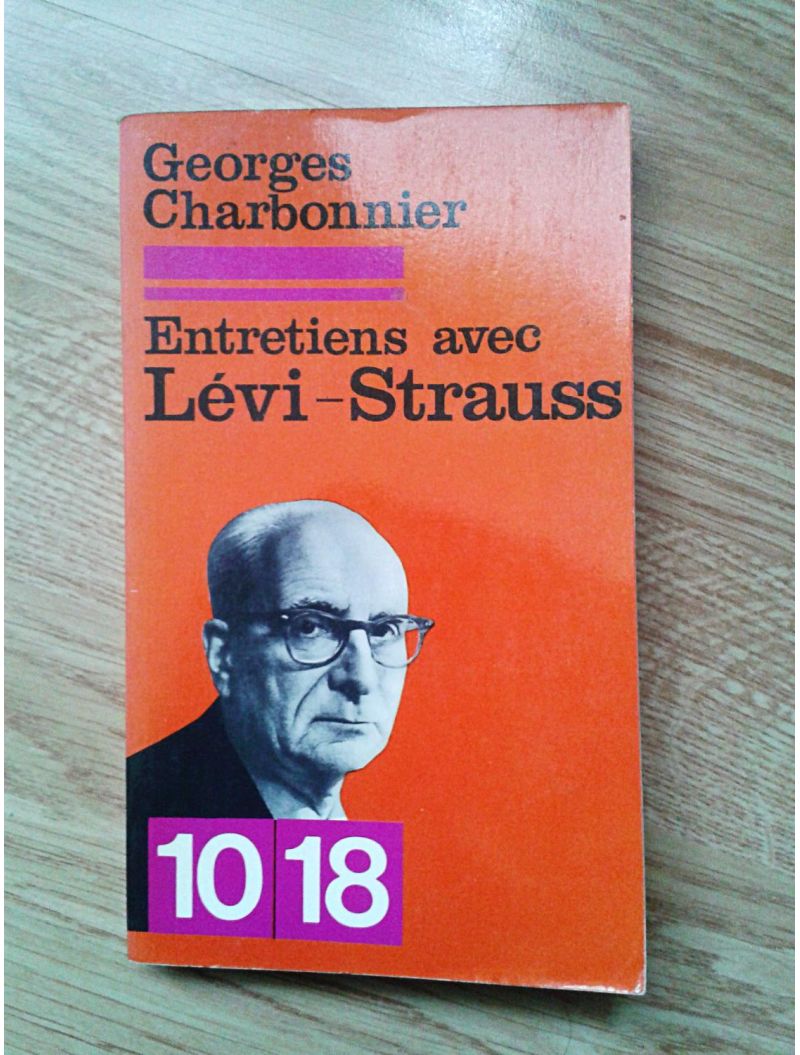 Georges
Charbonnier
Entretiens avec
Lévi-Strauss
10 18